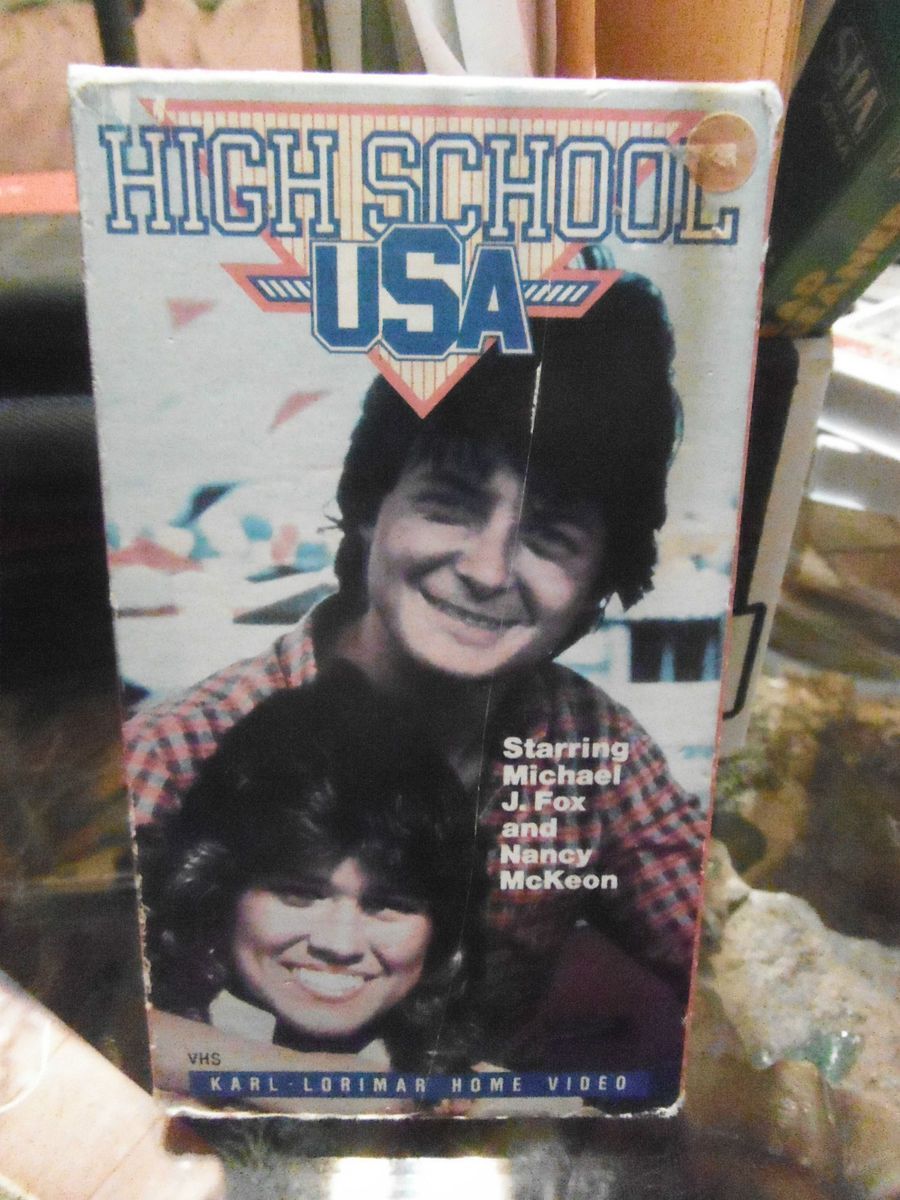 HIGH SCHOOL
USA
Starring
Michael
J. Fox
and
Nancy
McKeon
VHS
KARL-LORIMAR HOME VIDEO